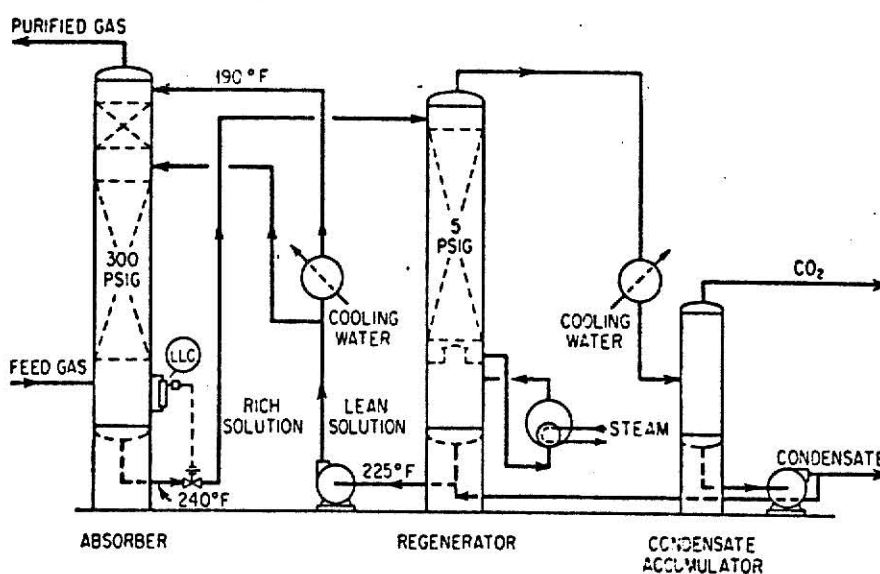 PURIFIED GAS
190°F
5
PSIG
300
PSIG
CO₂
COOLING
WATER
COOLING
WATER
LLC
FEED GAS
RICH
SOLUTION
LEAN
SOLUTION
STEAM
CONDENSATE
225°F
240°F
ABSORBER
REGENERATOR
CONDENSATE
ACCUMULATOR